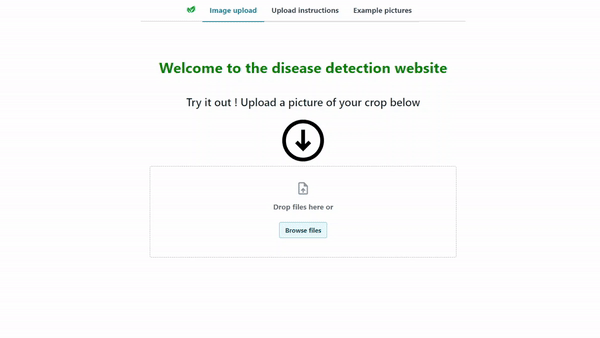 Image upload Upload instructions Example pictures
Welcome to the disease detection website
Try it out ! Upload a picture of your crop below
Drop files here or
Browse files